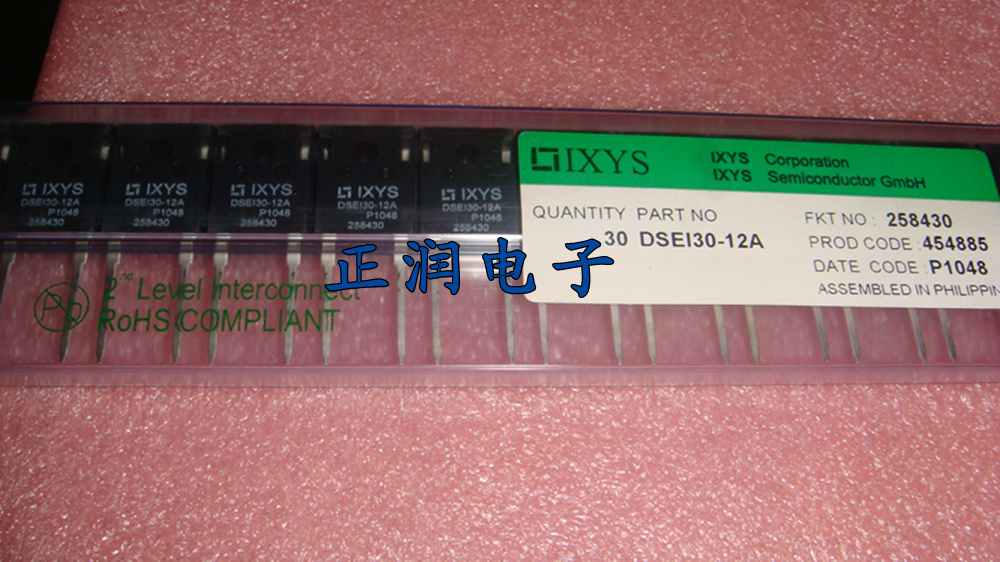 IXYS
DSEI30-12A
P1048
258430
IXYS
DSEI30-12A
P1048
258430
IXYS
DSEI30-12A
P1048
258430
IXYS
DSEI30-12A
P1048
258430
IXYS
DSEI30-12A
P1048
258430
IXYS
IXYS Corporation
IXYS Semiconductor GmbH
QUANTITY PART NO
30 DSEI30-12A
FKT NO : 258430
PROD CODE : 454885
DATE CODE : P1048
ASSEMBLED IN PHILIPPIN
正润电子
Pb
2nd Level Interconnect
RoHS COMPLIANT